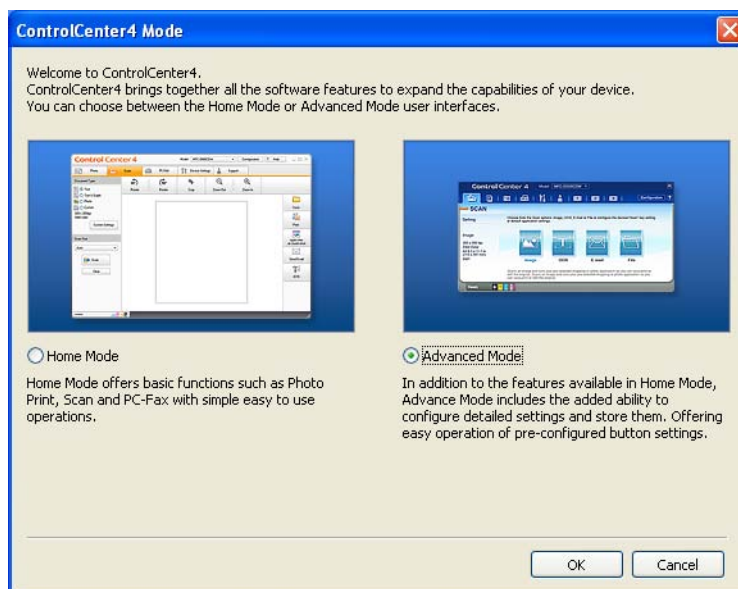 ControlCenter4 Mode
Welcome to ControlCenter4.
ControlCenter4 brings together all the software features to expand the capabilities of your device.
You can choose between the Home Mode or Advanced Mode user interfaces.
Control Center 4
Control Center 4
SCAN
Image
OCR
E-mail
File
Home Mode
Home Mode offers basic functions such as Photo
Print, Scan and PC-Fax with simple easy to use
operations.
Advanced Mode
In addition to the features available in Home Mode,
Advance Mode includes the added ability to
configure detailed settings and store them. Offering
easy operation of pre-configured button settings.
OK
Cancel